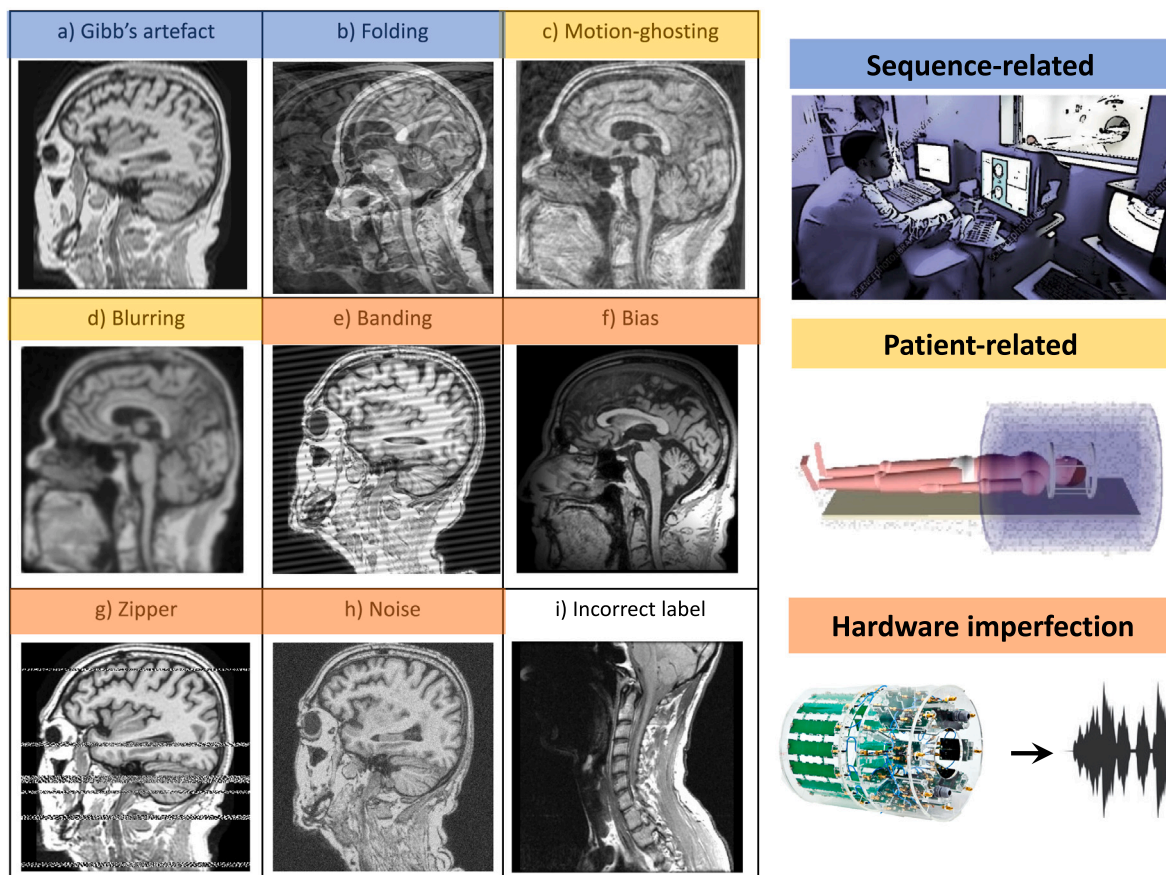 a) Gibb's artefact
b) Folding
c) Motion-ghosting
Sequence-related
d) Blurring
e) Banding
f) Bias
Patient-related
g) Zipper
h) Noise
i) Incorrect label
Hardware imperfection